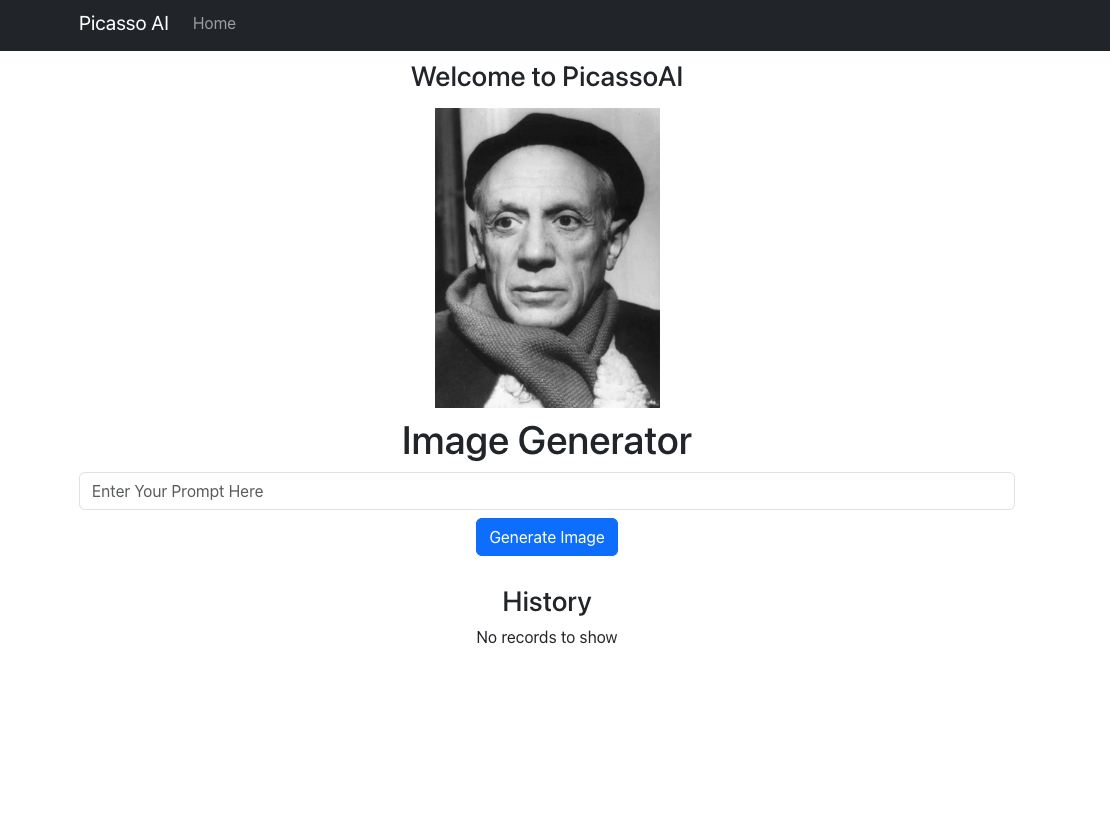 Picasso AI Home
Welcome to PicassoAI
Image Generator
Enter Your Prompt Here
Generate Image
History
No records to show